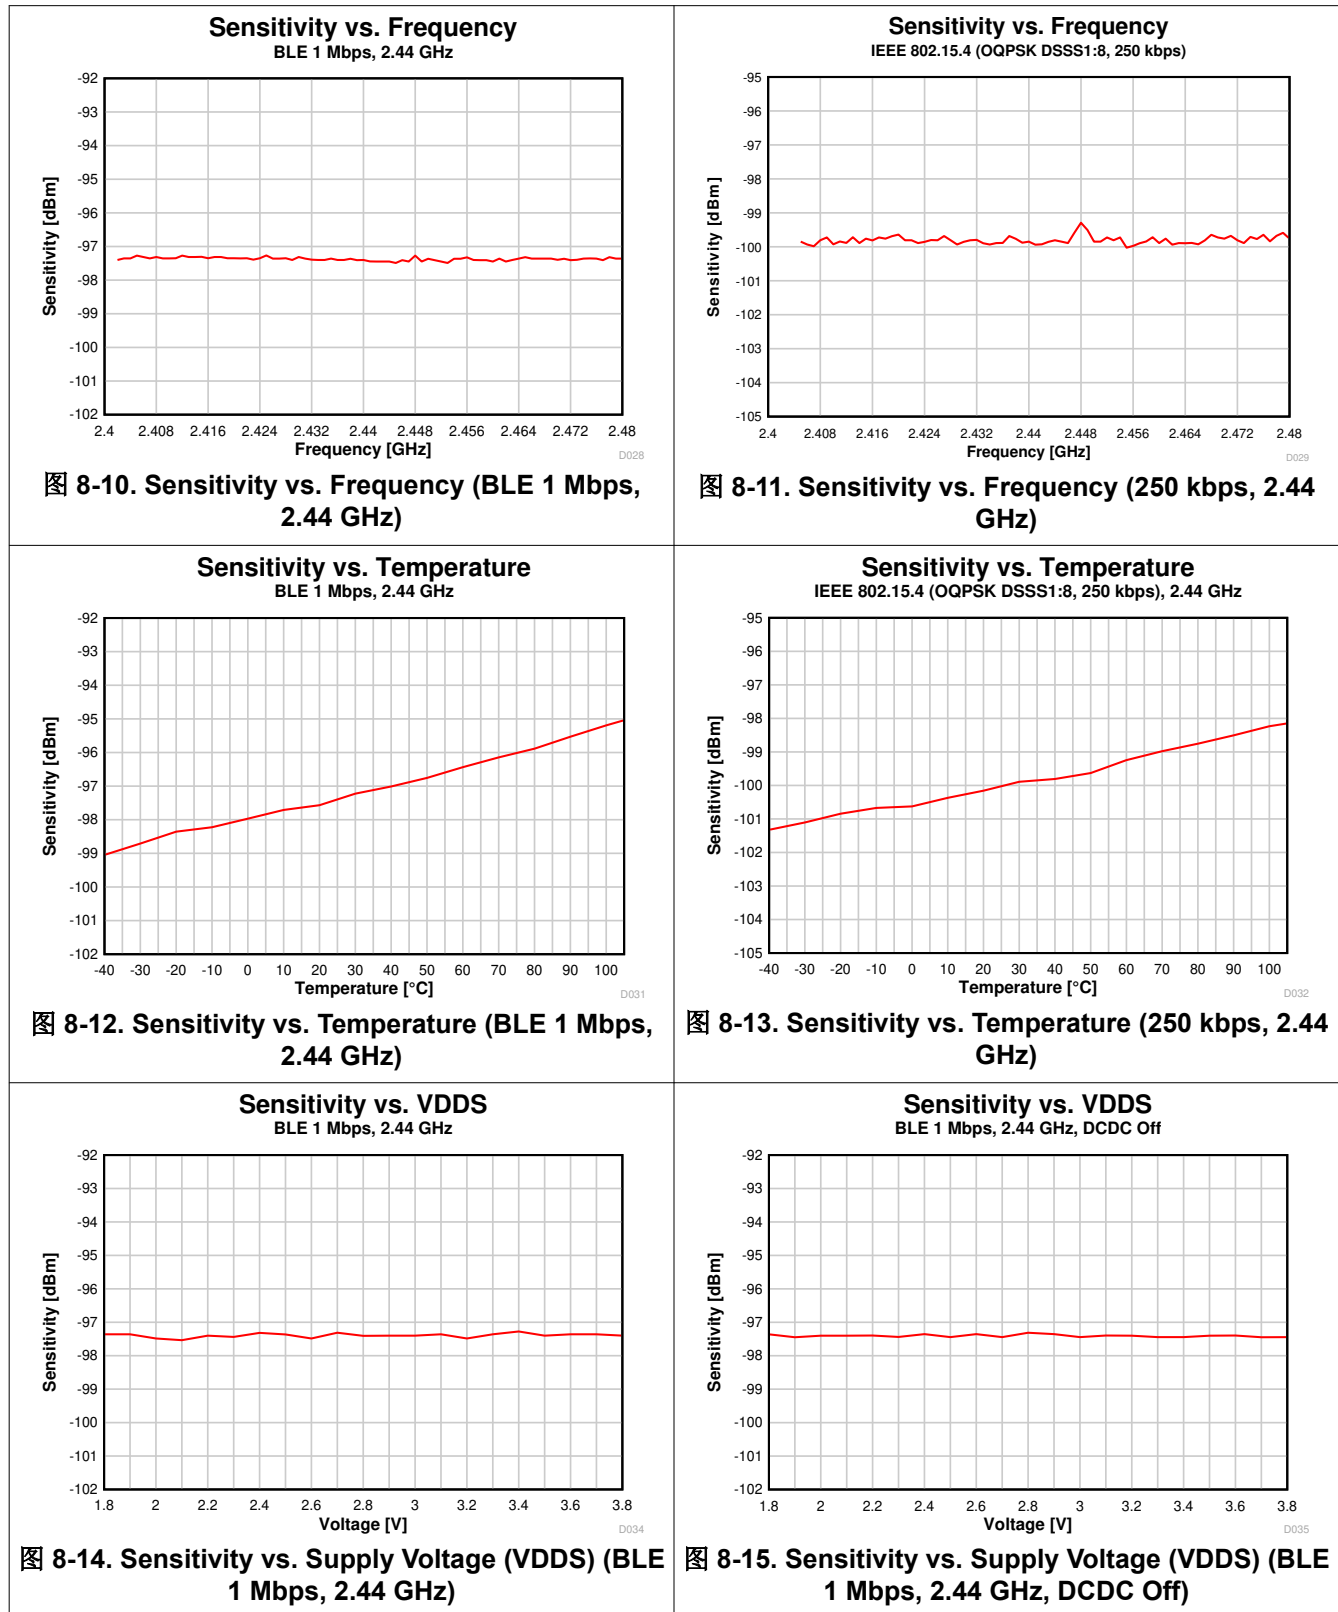 Sensitivity vs. Frequency
BLE 1 Mbps, 2.44 GHz
-92
-93
-94
-95
-96
-97
-98
-99
-100
-101
-102
Sensitivity [dBm]
2.4 2.408 2.416 2.424 2.432 2.44 2.448 2.456 2.464 2.472 2.48
Frequency [GHz]
D028
图 8-10. Sensitivity vs. Frequency (BLE 1 Mbps,
2.44 GHz)
Sensitivity vs. Frequency
IEEE 802.15.4 (OQPSK DSSS1:8, 250 kbps)
-95
-96
-97
-98
-99
-100
-101
-102
-103
-104
-105
Sensitivity [dBm]
2.4 2.408 2.416 2.424 2.432 2.44 2.448 2.456 2.464 2.472 2.48
Frequency [GHz]
D029
图 8-11. Sensitivity vs. Frequency (250 kbps, 2.44
GHz)
Sensitivity vs. Temperature
BLE 1 Mbps, 2.44 GHz
-92
-93
-94
-95
-96
-97
-98
-99
-100
-101
-102
Sensitivity [dBm]
-40 -30 -20 -10 0 10 20 30 40 50 60 70 80 90 100
Temperature [°C]
D031
图 8-12. Sensitivity vs. Temperature (BLE 1 Mbps,
2.44 GHz)
Sensitivity vs. Temperature
IEEE 802.15.4 (OQPSK DSSS1:8, 250 kbps), 2.44 GHz
-95
-96
-97
-98
-99
-100
-101
-102
-103
-104
-105
Sensitivity [dBm]
-40 -30 -20 -10 0 10 20 30 40 50 60 70 80 90 100
Temperature [°C]
D032
图 8-13. Sensitivity vs. Temperature (250 kbps, 2.44
GHz)
Sensitivity vs. VDDS
BLE 1 Mbps, 2.44 GHz
-92
-93
-94
-95
-96
-97
-98
-99
-100
-101
-102
Sensitivity [dBm]
1.8 2 2.2 2.4 2.6 2.8 3 3.2 3.4 3.6 3.8
Voltage [V]
D034
图 8-14. Sensitivity vs. Supply Voltage (VDDS) (BLE
1 Mbps, 2.44 GHz)
Sensitivity vs. VDDS
BLE 1 Mbps, 2.44 GHz, DCDC Off
-92
-93
-94
-95
-96
-97
-98
-99
-100
-101
-102
Sensitivity [dBm]
1.8 2 2.2 2.4 2.6 2.8 3 3.2 3.4 3.6 3.8
Voltage [V]
D035
图 8-15. Sensitivity vs. Supply Voltage (VDDS) (BLE
1 Mbps, 2.44 GHz, DCDC Off)